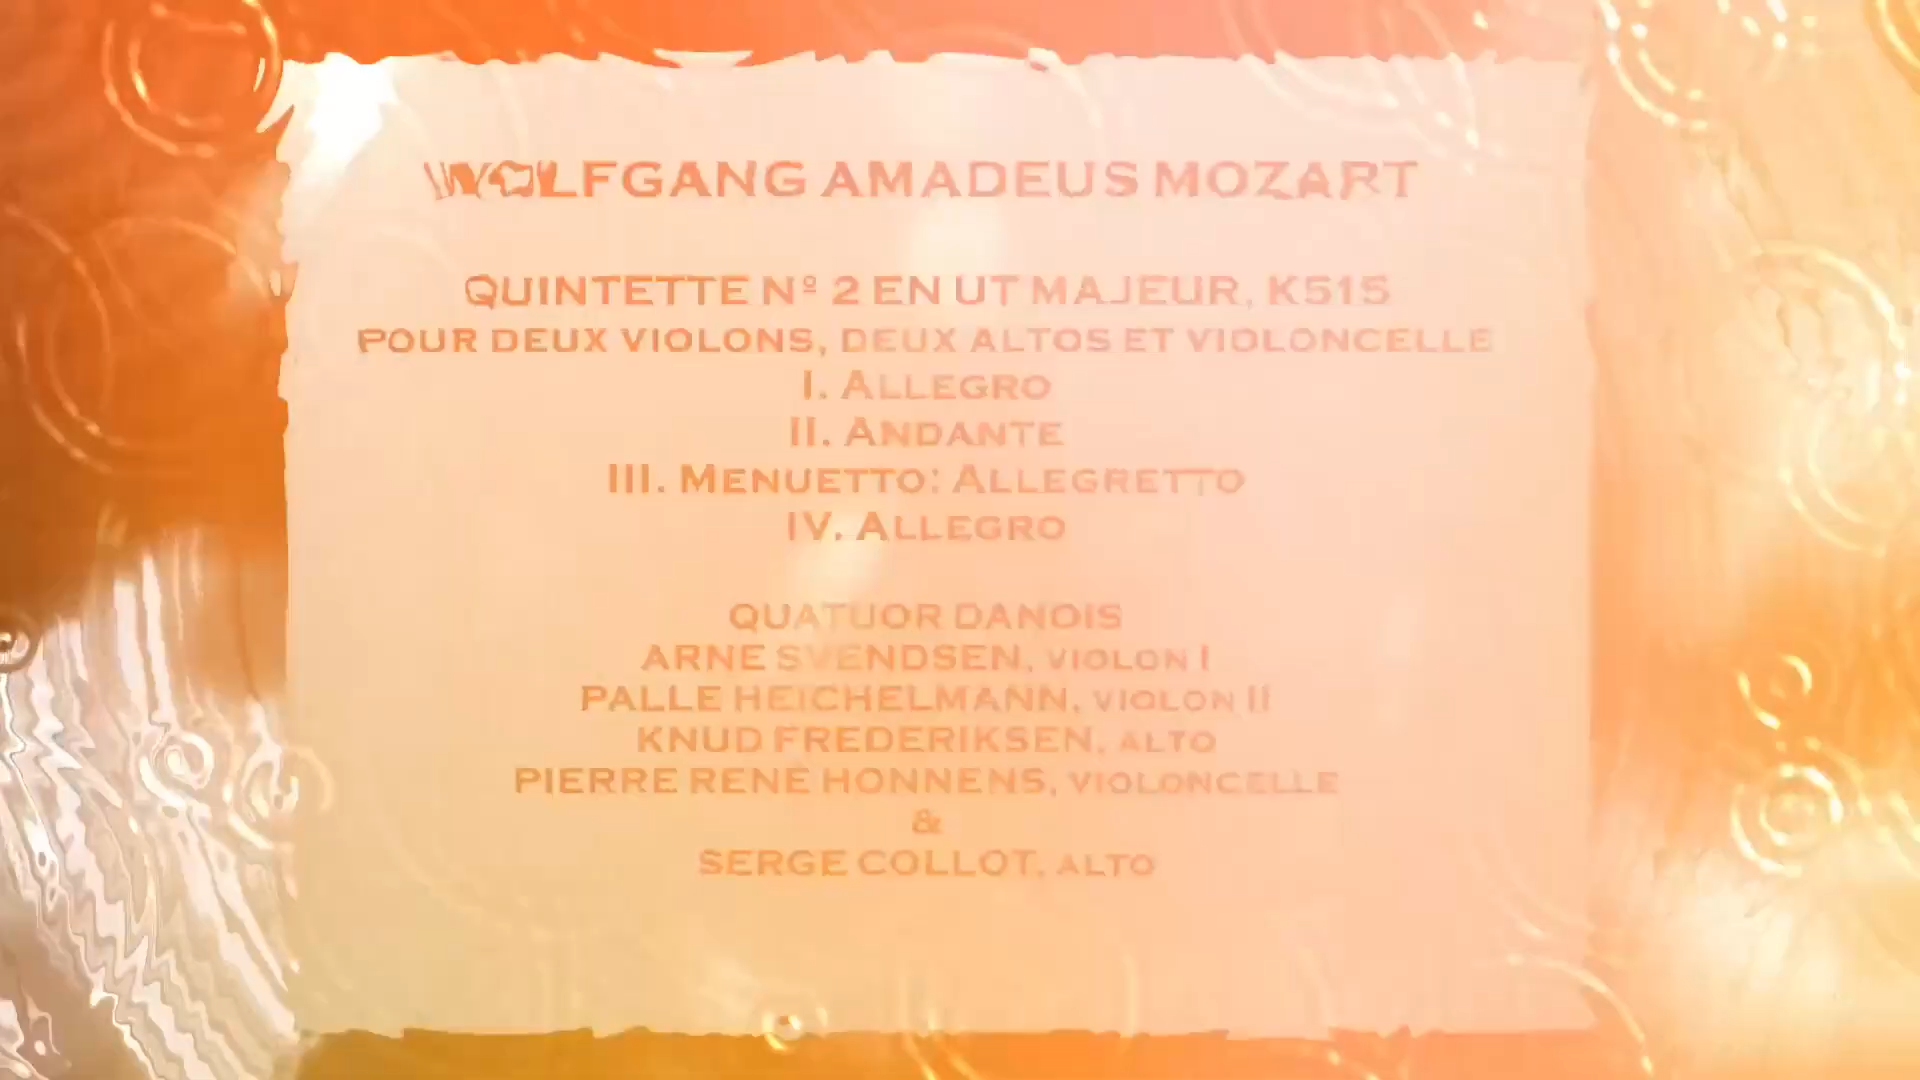 WOLFGANG AMADEUS MOZART
QUINTETTE Nº 2 EN UT MAJEUR, K515
POUR DEUX VIOLONS, DEUX ALTOS ET VIOLONCELLE
I. ALLEGRO
II. ANDANTE
III. MENUETTO: ALLEGRETTO
IV. ALLEGRO
QUATUOR DANOIS
ARNE SVENDSEN, VIOLON I
PALLE HEICHELMANN, VIOLON II
KNUD FREDERIKSEN, ALTO
PIERRE RENE HONNENS, VIOLONCELLE
&
SERGE COLLOT, ALTO